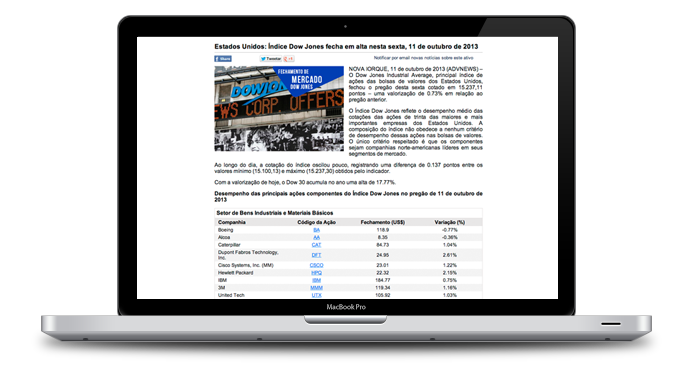 Estados Unidos: Índice Dow Jones fecha em alta nesta sexta, 11 de outubro de 2013
Share
Tweetar
Notificar por email novas notícias sobre este ativo
FECHAMENTO DE
MERCADO
DOW JONES
DOWJON
EWS CORP OFFERS
NOVA IORQUE, 11 de outubro de 2013 (ADVNEWS) –
O Dow Jones Industrial Average, principal índice de
ações das bolsas de valores dos Estados Unidos,
fechou o pregão desta sexta cotado em 15.237,11
pontos – uma valorização de 0.73% em relação ao
pregão anterior.
O Índice Dow Jones reflete o desempenho médio das
cotações das ações de trinta das maiores e mais
importantes empresas dos Estados Unidos. A
composição do índice não obedece a nenhum critério
de desempenho dessas ações nas bolsas de valores.
O único critério respeitado é que os componentes
sejam companhias norte-americanas líderes em seus
segmentos de mercado.
Ao longo do dia, a cotação do índice oscilou pouco, registrando uma diferença de 0.137 pontos entre os
valores mínimo (15.100,13) e máximo (15.237,30) obtidos pelo indicador.
Com a valorização de hoje, o Dow 30 acumula no ano uma alta de 17.77%.
Desempenho das principais ações componentes do Índice Dow Jones no pregão de 11 de outubro de
2013
Setor de Bens Industriais e Materiais Básicos
Companhia Código da Ação Fechamento (US$) Variação (%)
Boeing BA 118.9 -0.77%
Alcoa AA 8.35 -0.36%
Caterpillar CAT 84.73 1.04%
Dupont Fabros Technology,
Inc. DFT 24.95 2.61%
Cisco Systems, Inc. (MM) CSCO 23.01 1.22%
Hewlett Packard HPQ 22.32 2.15%
IBM IBM 184.77 0.75%
3M MMM 119.34 1.16%
United Tech UTX 105.92 1.03%
MacBook Pro